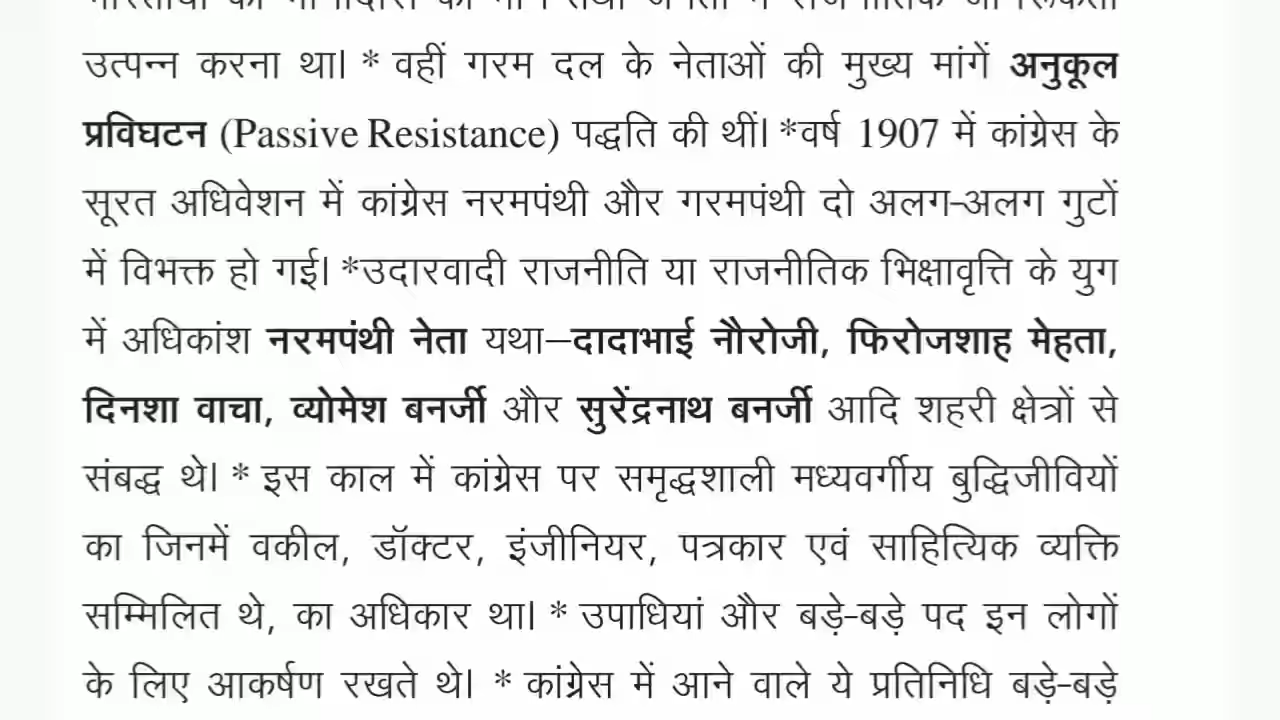 उत्पन्न करना था। * वहीं गरम दल के नेताओं की मुख्य मांगें अनुकूल
प्रविघटन (Passive Resistance) पद्धति की थीं। *वर्ष 1907 में कांग्रेस के
सूरत अधिवेशन में कांग्रेस नरमपंथी और गरमपंथी दो अलग-अलग गुटों
में विभक्त हो गई। *उदारवादी राजनीति या राजनीतिक भिक्षावृत्ति के युग
में अधिकांश नरमपंथी नेता यथा—दादाभाई नौरोजी, फिरोजशाह मेहता,
दिनशा वाचा, व्योमेश बनर्जी और सुरेंद्रनाथ बनर्जी आदि शहरी क्षेत्रों से
संबद्ध थे। * इस काल में कांग्रेस पर समृद्धशाली मध्यवर्गीय बुद्धिजीवियों
का जिनमें वकील, डॉक्टर, इंजीनियर, पत्रकार एवं साहित्यिक व्यक्ति
सम्मिलित थे, का अधिकार था। * उपाधियां और बड़े-बड़े पद इन लोगों
के लिए आकर्षण रखते थे। * कांग्रेस में आने वाले ये प्रतिनिधि बड़े-बड़े